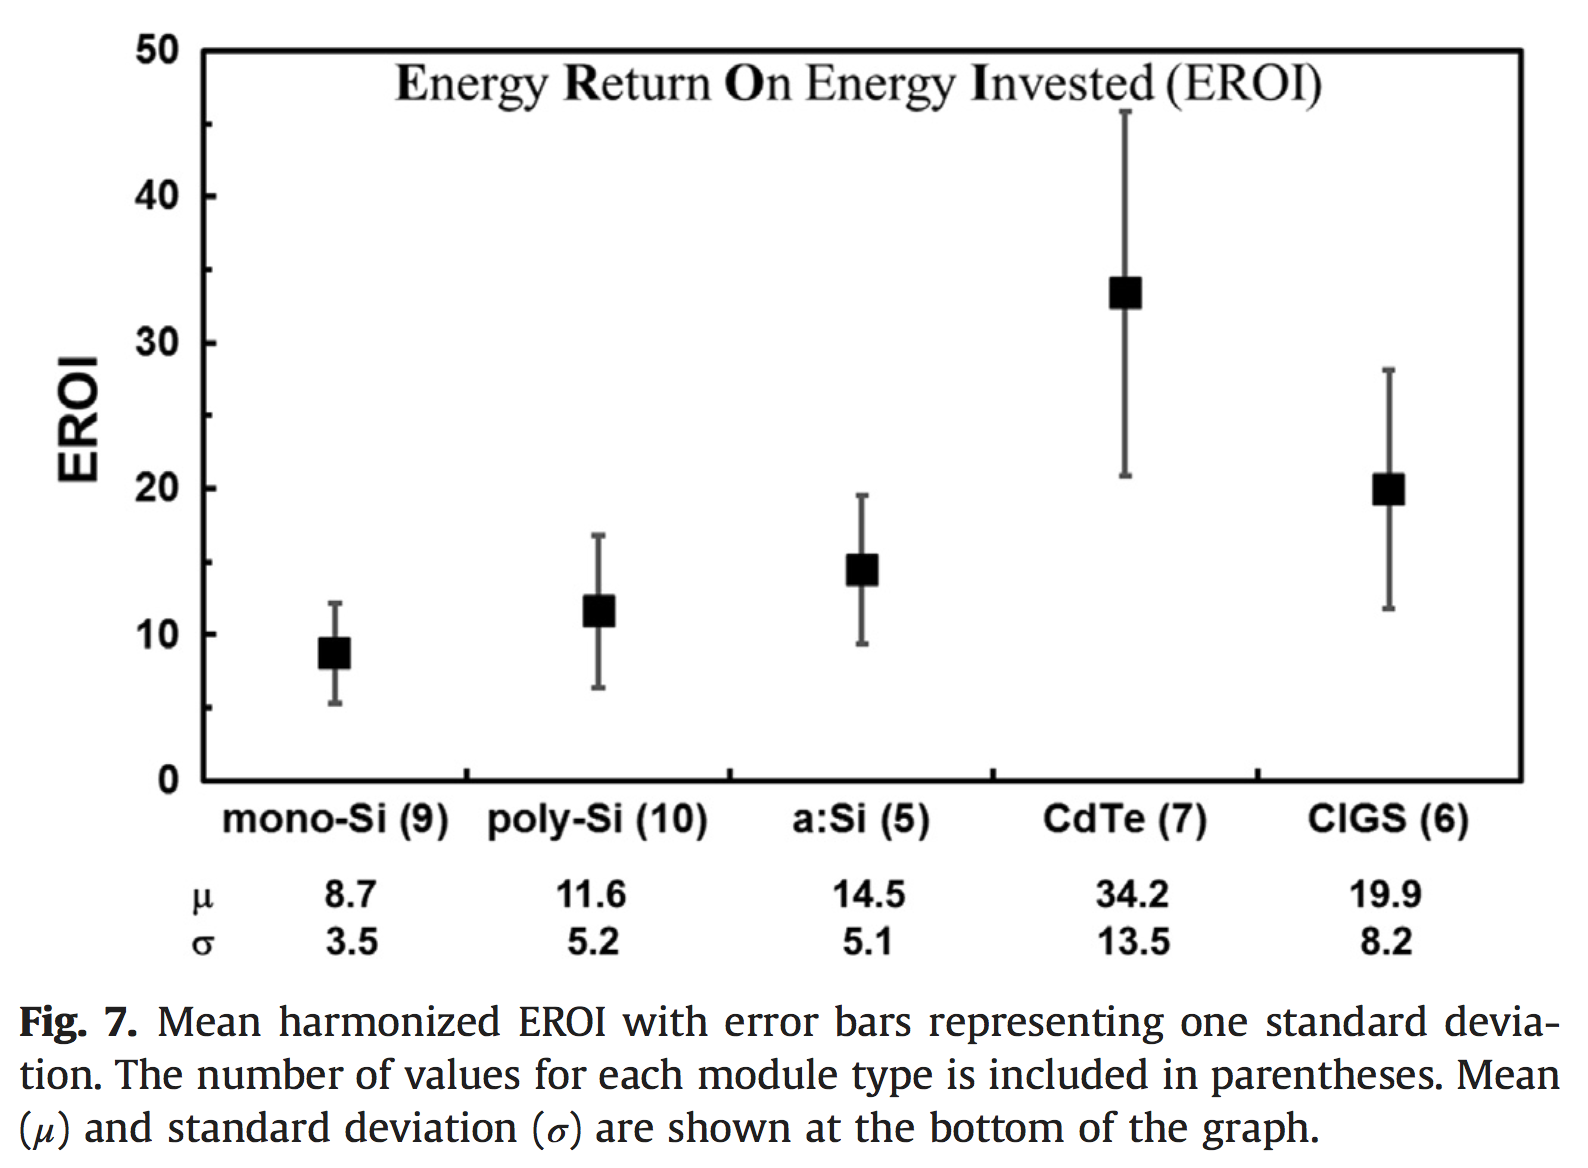 Energy Return On Energy Invested (EROI)
50
40
30
20
10
0
EROI
mono-Si (9) poly-Si (10) a:Si (5) CdTe (7) CIGS (6)
μ 8.7 11.6 14.5 34.2 19.9
σ 3.5 5.2 5.1 13.5 8.2
Fig. 7. Mean harmonized EROI with error bars representing one standard devia-
tion. The number of values for each module type is included in parentheses. Mean
(μ) and standard deviation (σ) are shown at the bottom of the graph.